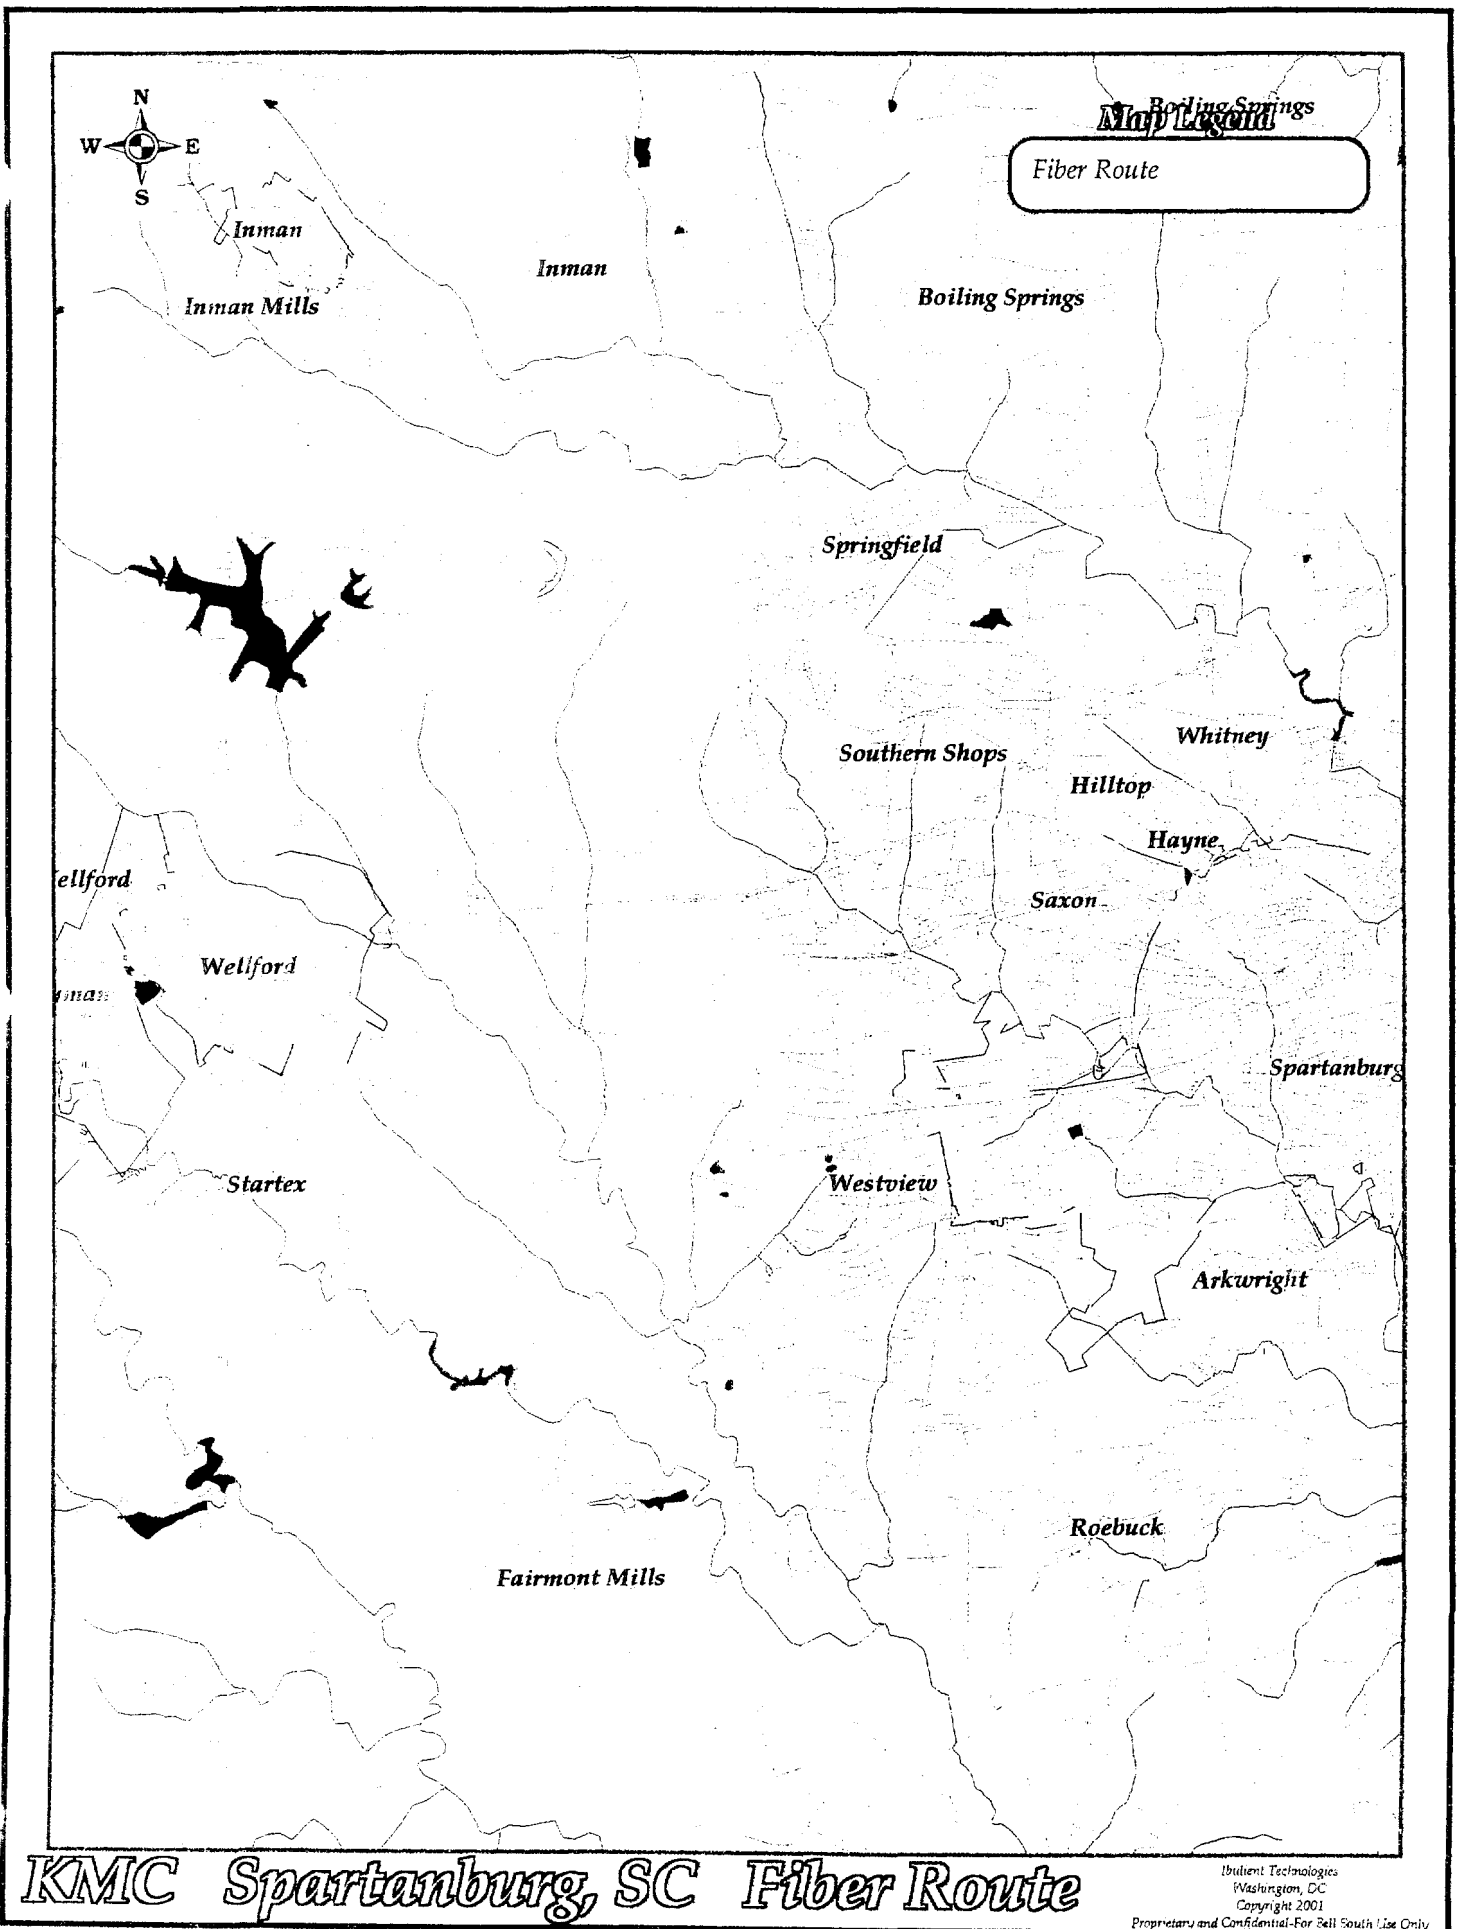 N
Boiling Springs
Map Legend
W E
S
Fiber Route
Inman
Inman
Boiling Springs
Inman Mills
Springfield
Whitney
Southern Shops
Hilltop
Hayne
ellford
Saxon
Wellford
Spartanburg
Startex
Westview
Arkwright
Roebuck
Fairmont Mills
KMC Spartanburg, SC Fiber Route
Technologies
Washington, DC
Copyright 2001
Proprietary and Confidential-For Bell South Use Only